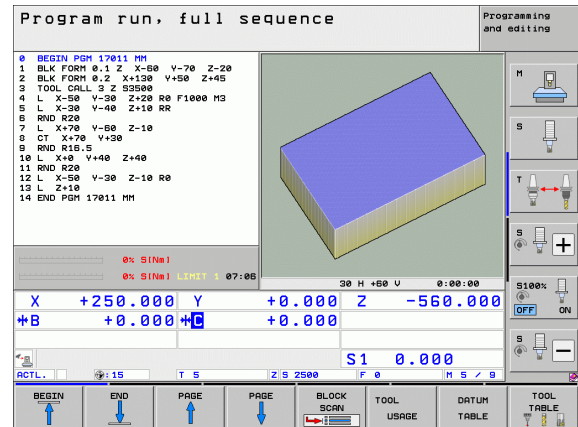 Program run, full sequence
Programming
and editing
0 BEGIN PGM 17011 MM
1 BLK FORM 0.1 Z X-60 Y-70 Z-20
2 BLK FORM 0.2 X+130 Y+50 Z+45
3 TOOL CALL 3 Z S3500
4 L X-50 Y-30 Z+20 R0 F1000 M3
5 L X-30 Y-40 Z+10 RR
6 RND R20
7 L X+70 Y-60 Z-10
8 CT X+70 Y+30
9 RND R16.5
10 L X+0 Y+40 Z+40
11 RND R20
12 L X-50 Y-30 Z-10 R0
13 L Z+10
14 END PGM 17011 MM
0% S[Nm]
0% S[Nm] LIMIT 1 07:06
30 H +60 V 0:00:00
X +250.000 Y +0.000 Z -560.000
B +0.000 C +0.000
S1 0.000
ACTL. :15 T 5 Z S 2500 F 0 M 5 / 9
M
S
T
S
S100%
OFF ON
S
BEGIN
END
PAGE
PAGE
BLOCK
SCAN
TOOL
USAGE
DATUM
TABLE
TOOL
TABLE